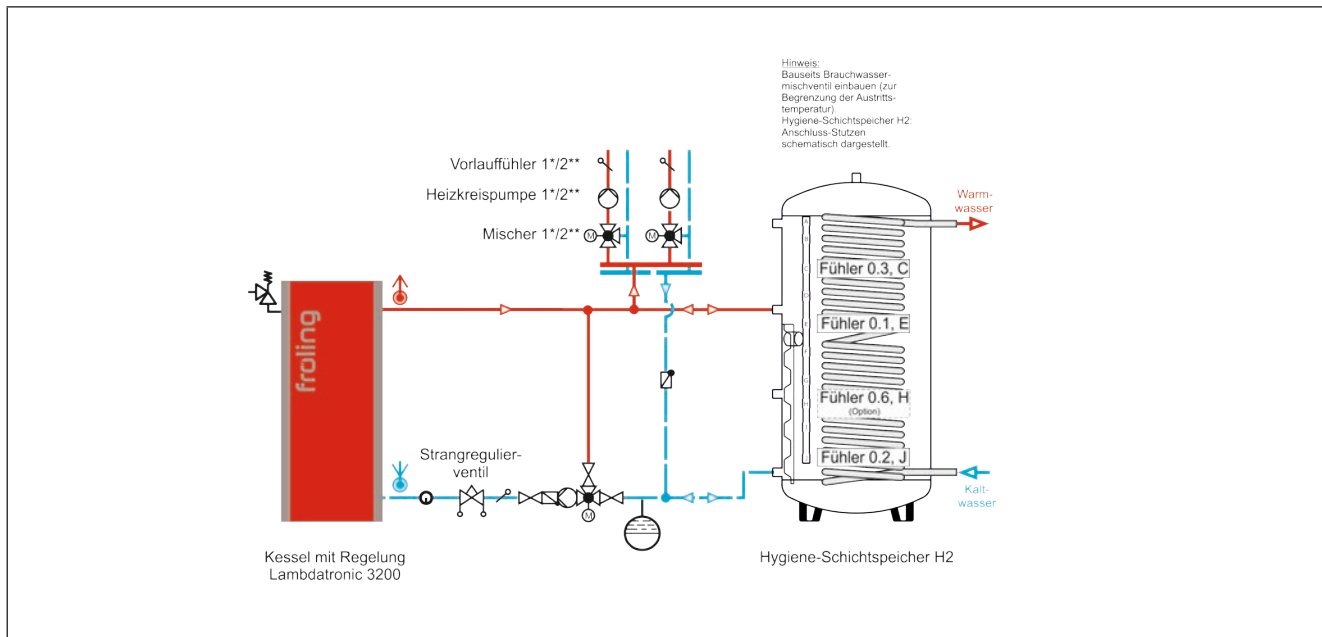 Hinweis:
Bauseits Brauchwasser-
mischventil einbauen (zur
Begrenzung der Austritts-
temperatur).
Hygiene-Schichtspeicher H2:
Anschluss-Stutzen
schematisch dargestellt.
Vorlauffühler 1*/2**
Heizkreispumpe 1*/2**
Mischer 1*/2**
M
M
Warm-
wasser
A
B
C
D
E
F
G
H
I
J
Fühler 0.3, C
Fühler 0.1, E
Fühler 0.6, H
(Option)
Fühler 0.2, J
fröling
Strangregulier-
ventil
M
Kalt-
wasser
Kessel mit Regelung
Lambdatronic 3200
Hygiene-Schichtspeicher H2